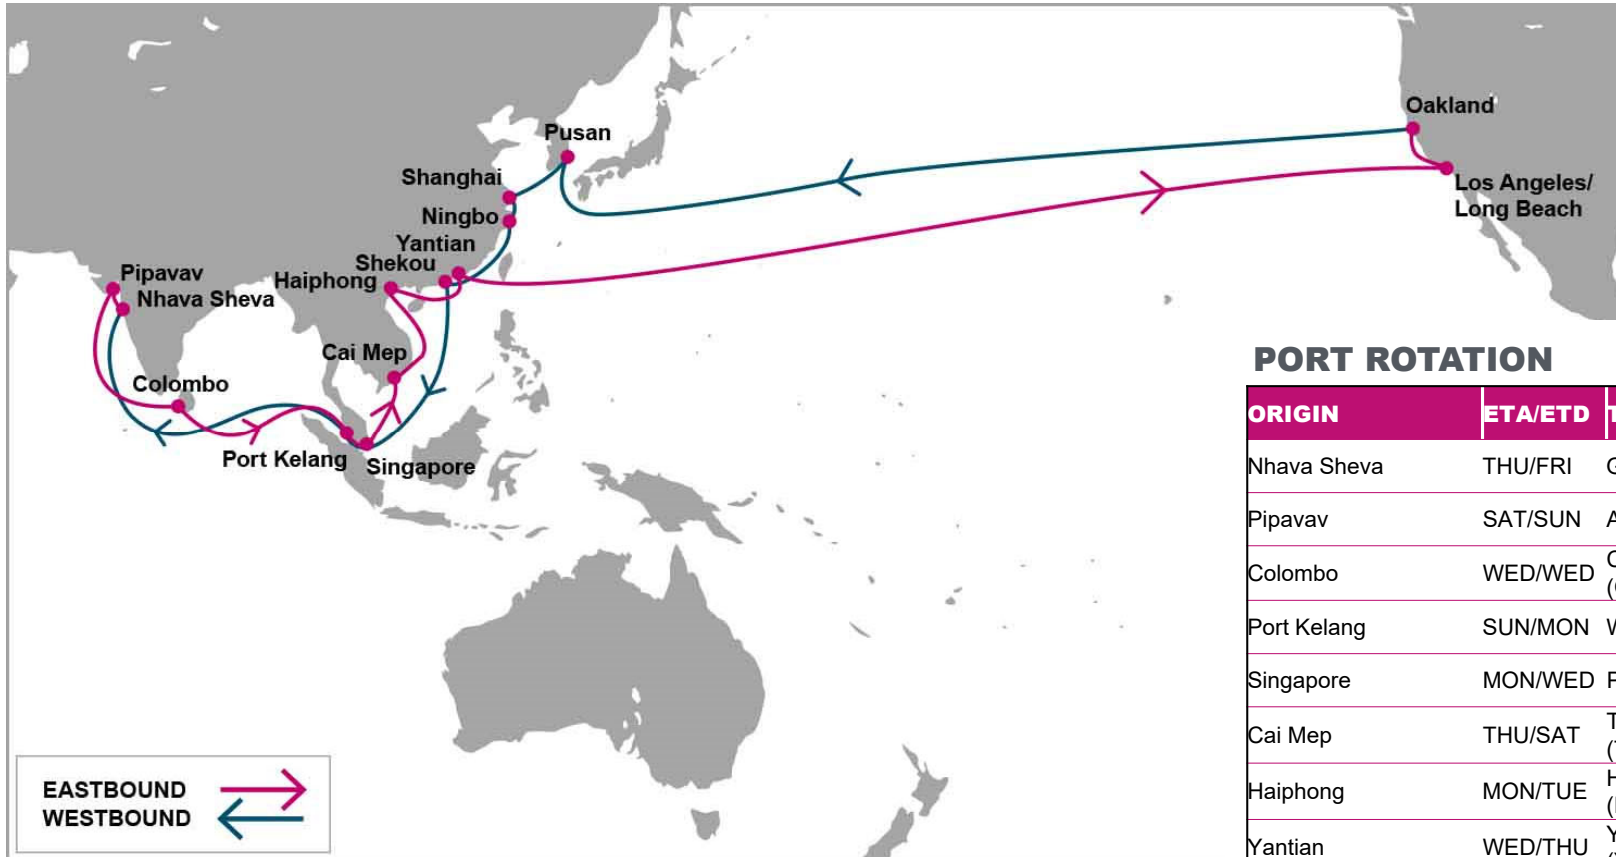 Oakland
Pusan
Shanghai
Los Angeles/
Long Beach
Ningbo
Yantian
Shekou
Haiphong
Pipavav
Nhava Sheva
Cai Mep
Colombo
Port Kelang
Singapore
EASTBOUND
WESTBOUND
PORT ROTATION
ORIGIN ETA/ETD
Nhava Sheva THU/FRI
Pipavav SAT/SUN
Colombo WED/WED
Port Kelang SUN/MON
Singapore MON/WED
Cai Mep THU/SAT
Haiphong MON/TUE
Yantian WED/THU